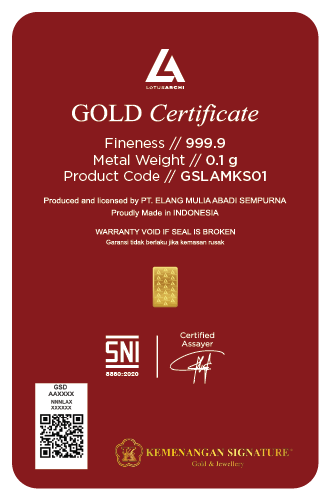 LOTUS ARCHI
GOLD Certificate
Fineness // 999.9
Metal Weight // 0.1 g
Product Code // GSLAMKS01
Produced and licensed by PT. ELANG MULIA ABADI SEMPURNA
Proudly Made in INDONESIA
WARRANTY VOID IF SEAL IS BROKEN
Garansi tidak berlaku jika kemasan rusak
SNI
8880:2020
Certified
Assayer
GSD
AAXXXX
NNNLAX
XXXXXX
KEMENANGAN SIGNATURE
Gold & Jewellery